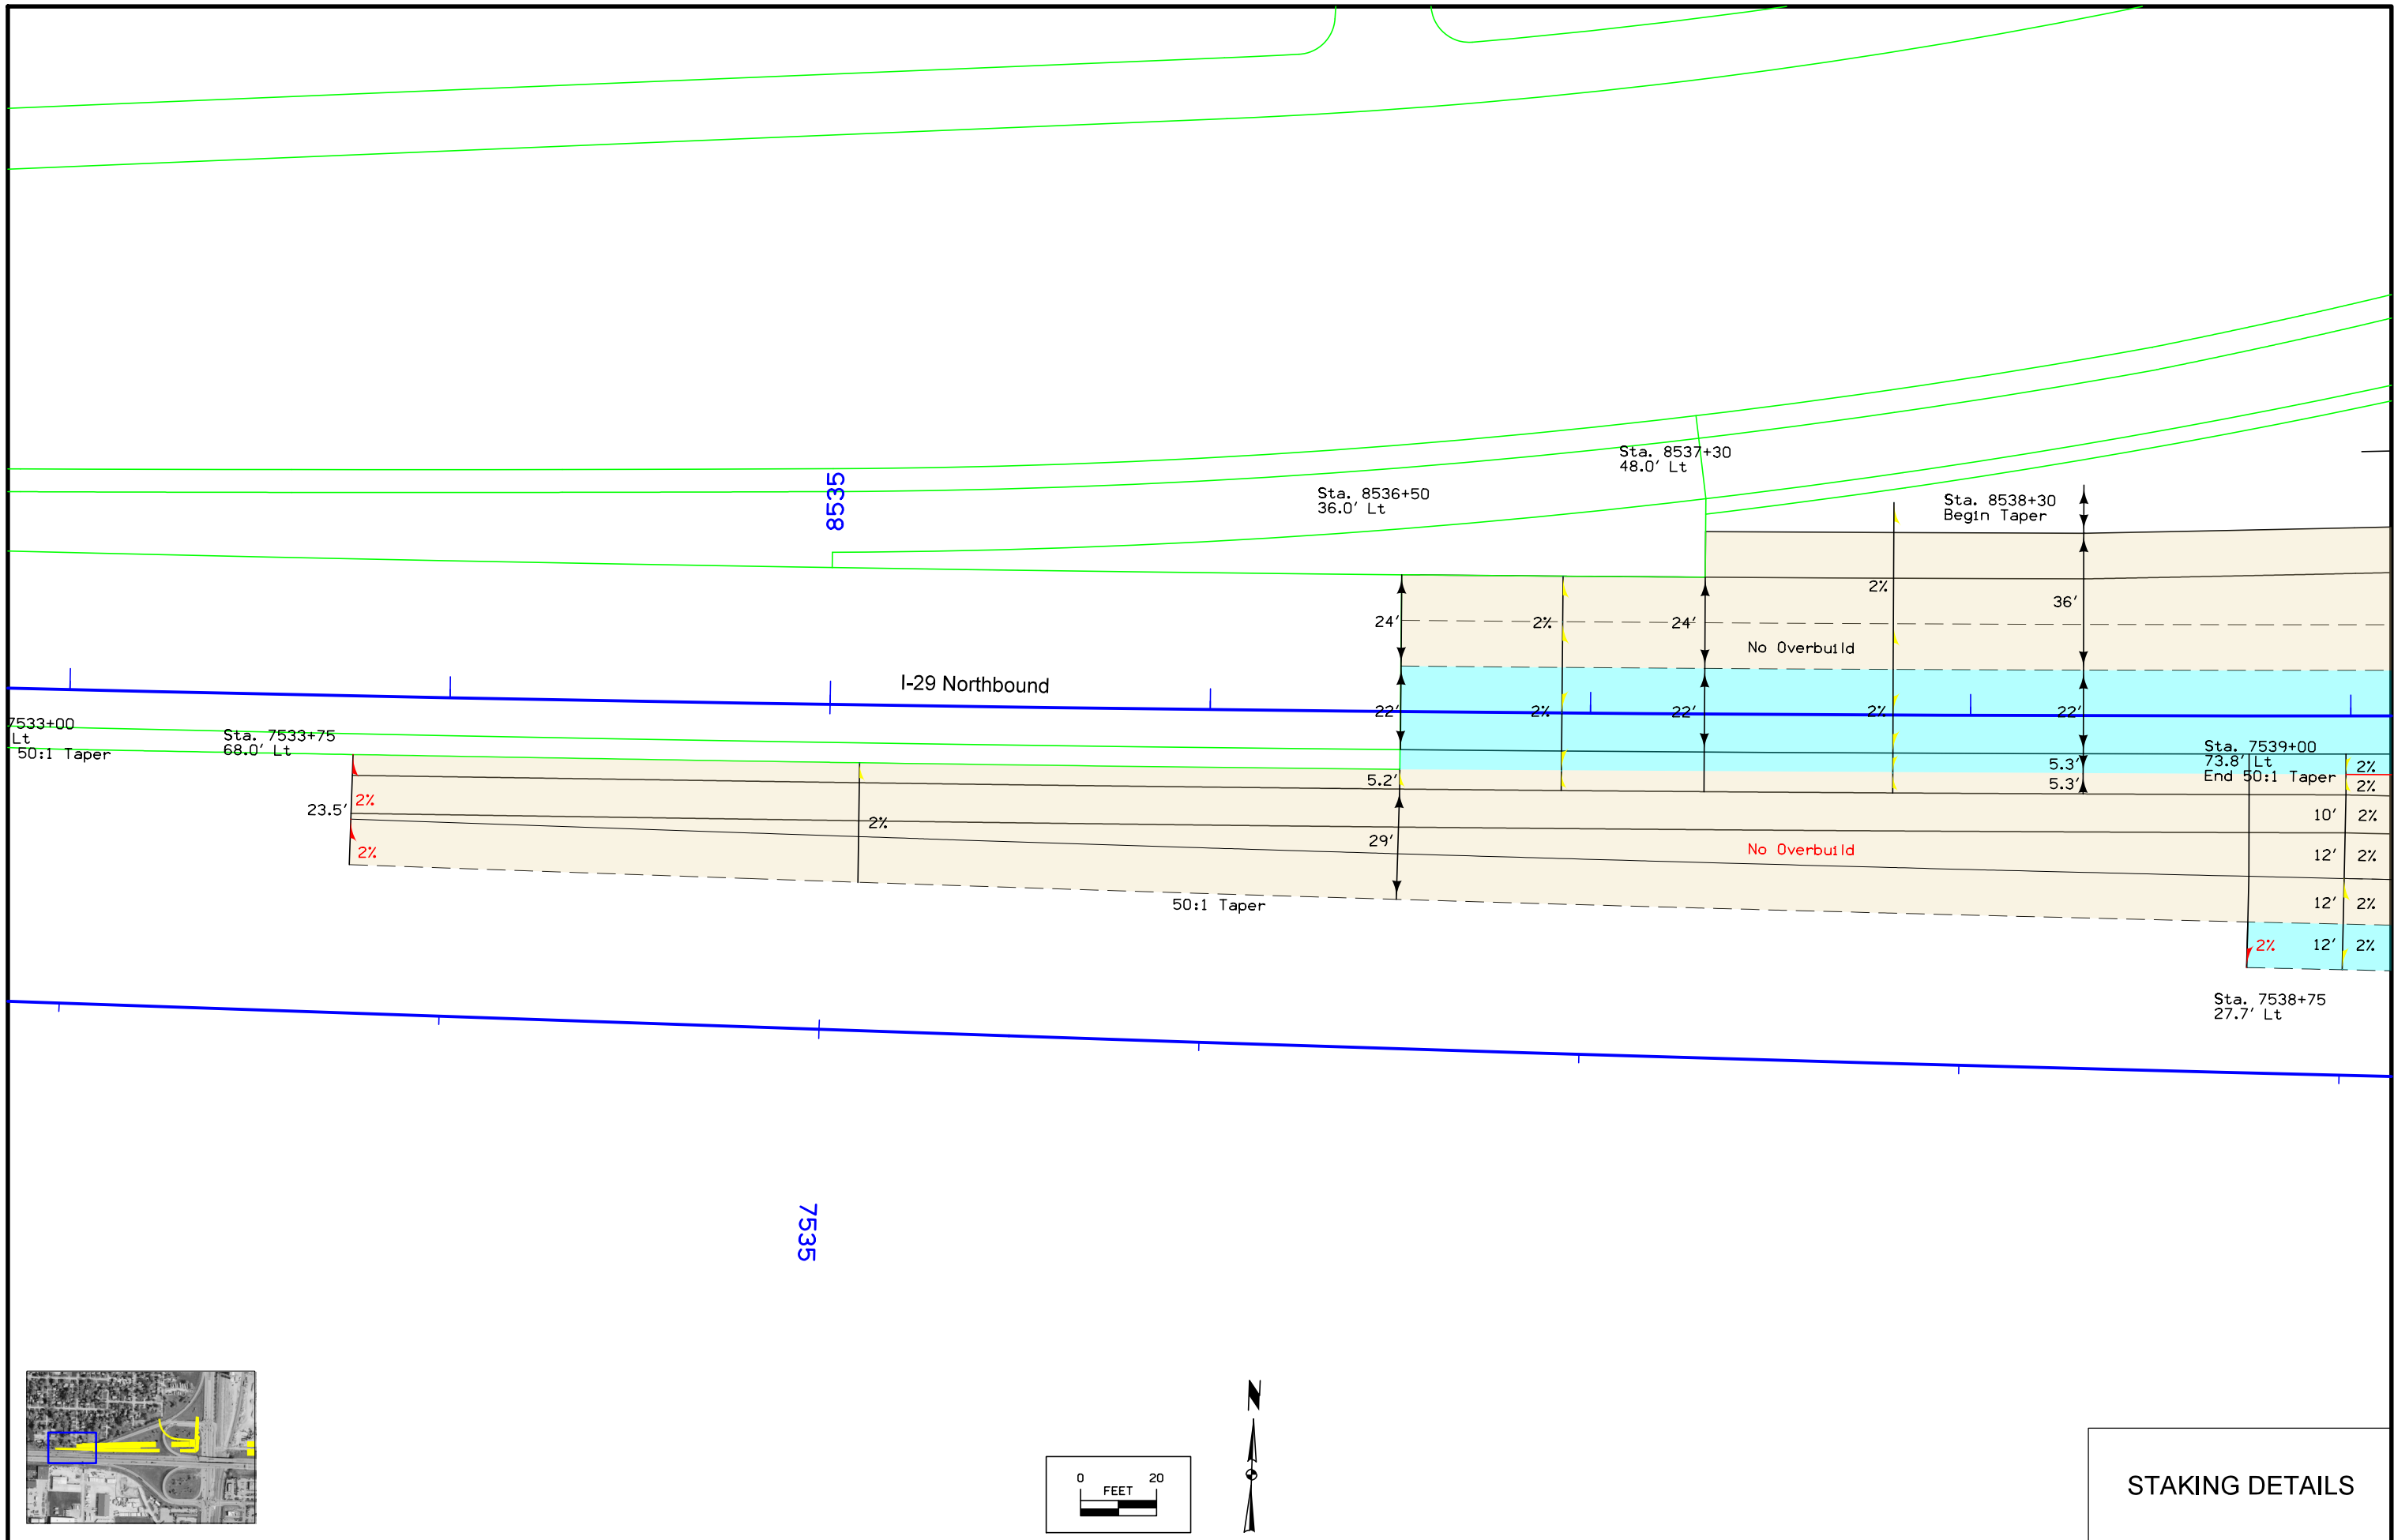 Sta. 8537+30
48.0' Lt
Sta. 8536+50
36.0' Lt
Sta. 8538+30
Begin Taper
8535
24'
2%
24'
2%
36'
No Overbuild
I-29 Northbound
22'
2%
22'
2%
22'
7533+00
Lt
50:1 Taper
Sta. 7533+75
68.0' Lt
Sta. 7539+00
73.8' Lt
End 50:1 Taper
5.3'
5.3'
2%
2%
5.2'
23.5'
2%
2%
2%
29'
No Overbuild
10'
2%
12'
2%
12'
2%
2%
12'
2%
50:1 Taper
Sta. 7538+75
27.7' Lt
7535
N
0
20
FEET
STAKING DETAILS